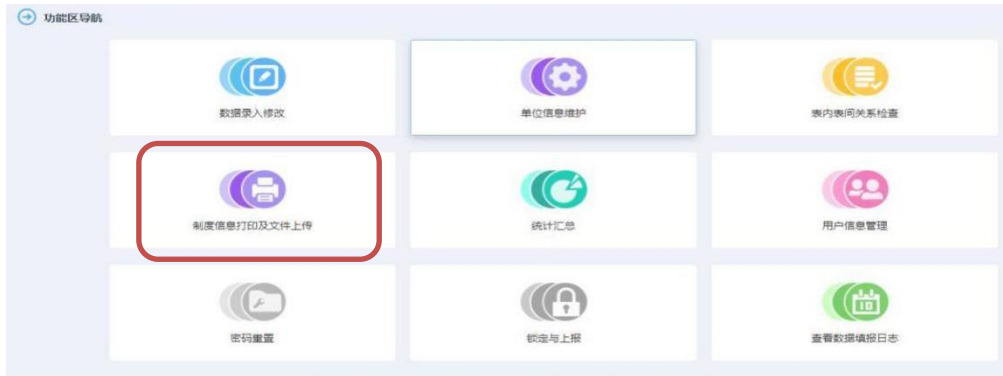 功能区导航
数据录入修改
单位信息维护
表内表间关系检查
制度信息打印及文件上传
统计汇总
用户信息管理
密码重置
锁定与上报
查看数据填报日志